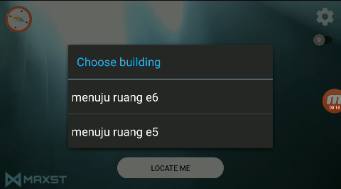 Choose building
menuju ruang e6
menuju ruang e5
MAXST
LOCATE ME